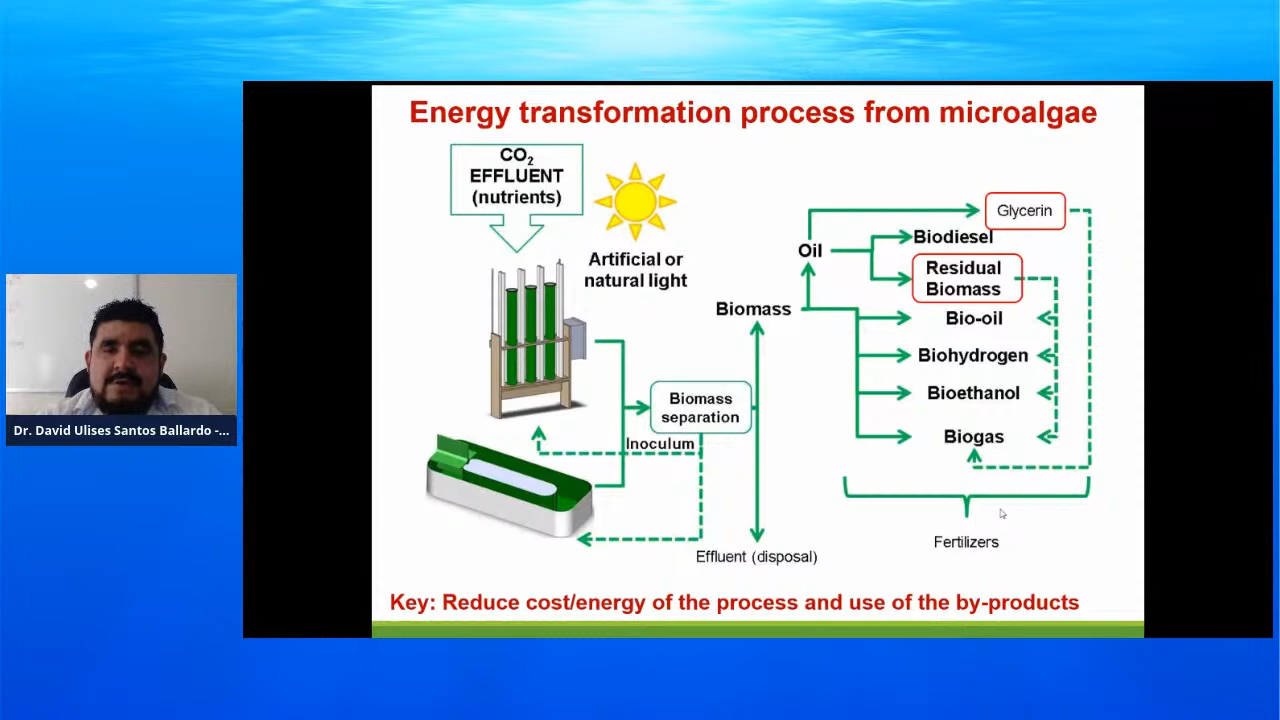 Energy transformation process from microalgae
CO₂
EFFLUENT
(nutrients)
Artificial or
natural light
Glycerin
Biodiesel
Oil
Residual
Biomass
Biomass
Bio-oil
Biohydrogen
Bioethanol
Biogas
Biomass
separation
Inoculum
Effluent (disposal)
Fertilizers
Key: Reduce cost/energy of the process and use of the by-products
Dr. David Ulises Santos Ballardo -...